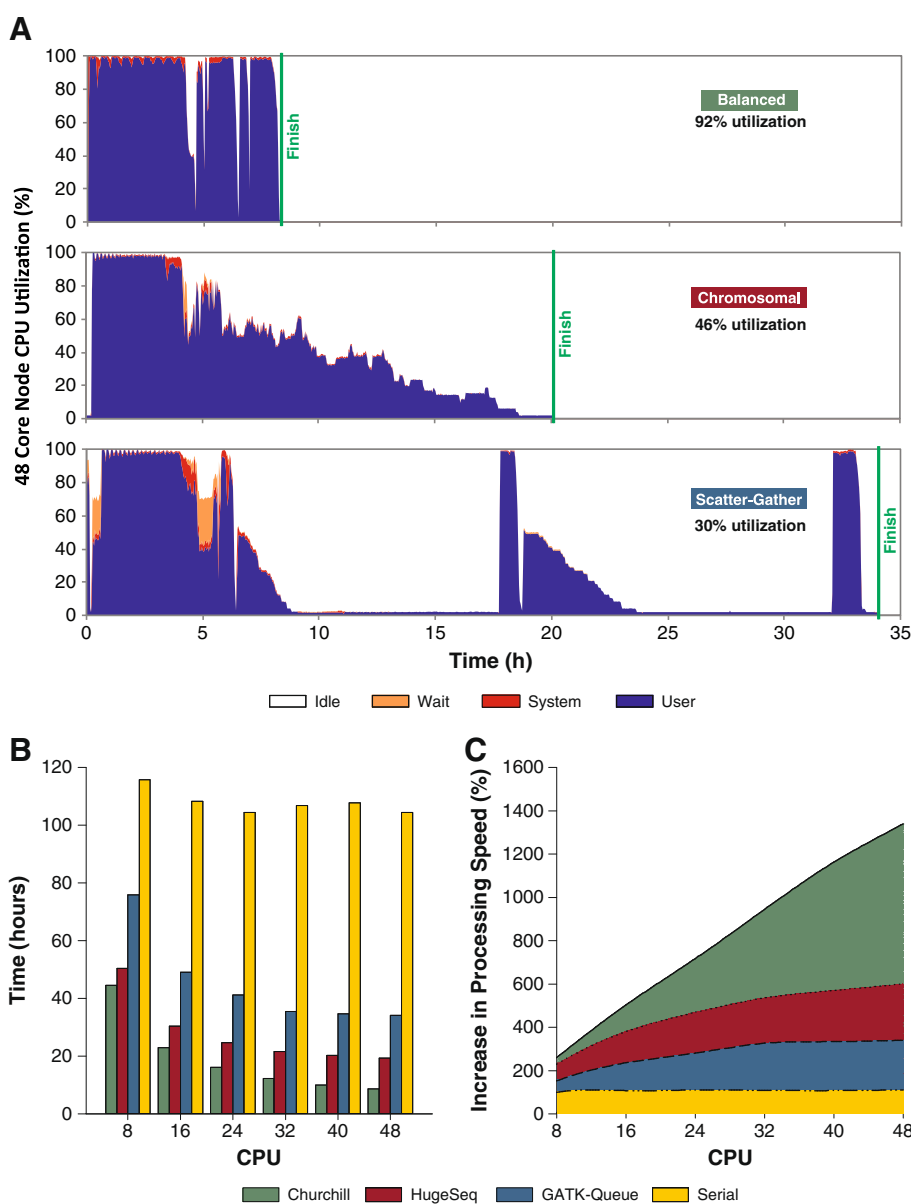 A
48 Core Node CPU Utilization (%)
100
80
60
40
20
0
Finish
Balanced
92% utilization
100
80
60
40
20
0
Finish
Chromosomal
46% utilization
100
80
60
40
20
0
Finish
Scatter-Gather
30% utilization
0 5 10 15 20 25 30 35
Time (h)
Idle Wait System User
B
Time (hours)
120
100
80
60
40
20
0
8 16 24 32 40 48
CPU
C
Increase in Processing Speed (%)
1600
1400
1200
1000
800
600
400
200
0
8 16 24 32 40 48
CPU
Churchill HugeSeq GATK-Queue Serial